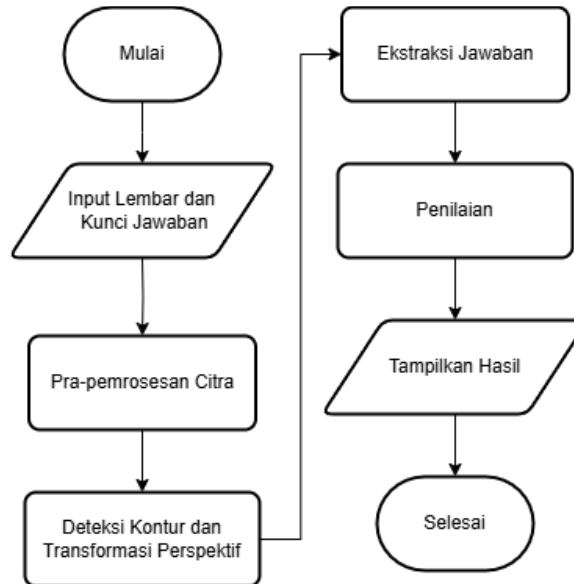 Mulai
Input Lembar dan
Kunci Jawaban
Pra-pemrosesan Citra
Deteksi Kontur dan
Transformasi Perspektif
Ekstraksi Jawaban
Penilaian
Tampilkan Hasil
Selesai